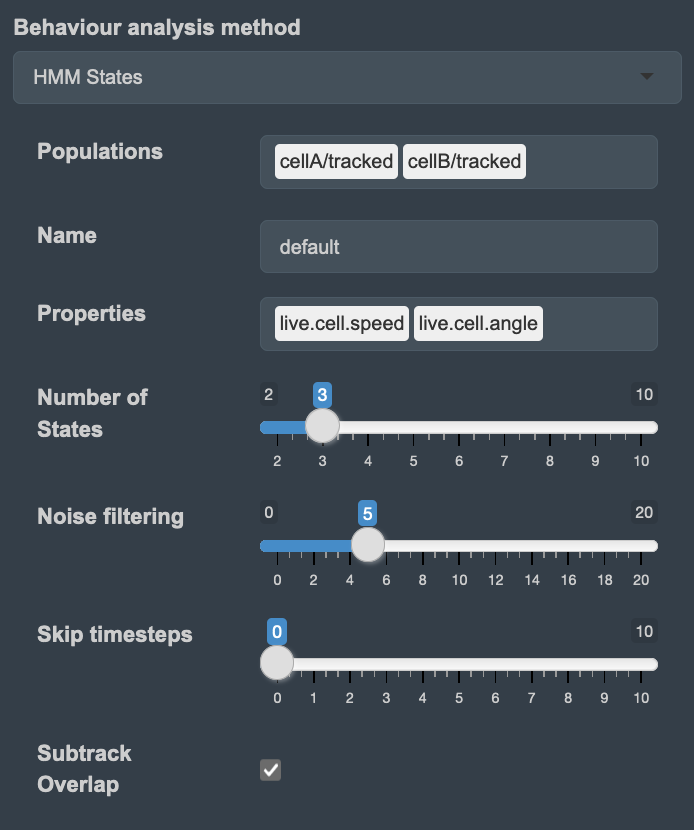 Behaviour analysis method
HMM States
Populations
cellA/tracked cellB/tracked
Name
default
Properties
live.cell.speed live.cell.angle
Number of
States
2 3 10
2 3 4 5 6 7 8 9 10
Noise filtering
0 5 20
0 2 4 6 8 10 12 14 16 18 20
Skip timesteps
0 10
0 1 2 3 4 5 6 7 8 9 10
Subtrack
Overlap